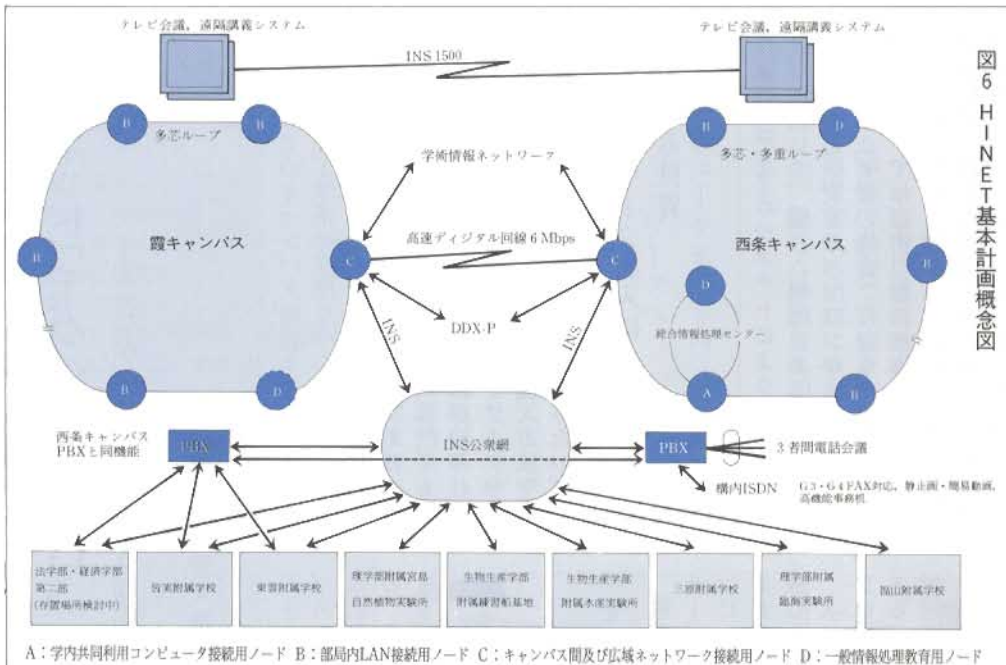 テレビ会議，遠隔講義システム
テレビ会議，遠隔講義システム
INS 1500
図6 HINET基本計画概念図
B
B
B
D
多芯ループ
多芯・多重ループ
学術情報ネットワーク
霞キャンパス
高速ディジタル回線 6 Mbps
西条キャンパス
B
C
C
B
D
DDX-P
INS
INS
総合情報処理センター
B
D
A
B
西条キャンパス
PBXと同機能
PBX
INS公衆網
PBX
3者間電話会議
構内ISDN
G3・G4FAX対応，静止画・簡易動画，
高機能事務机
法学部・経済学部
第二部
(存置場所検討中)
皆実附属学校
東雲附属学校
理学部附属宮島
自然植物実験所
生物生産学部
附属練習船基地
生物生産学部
附属水産実験所
三原附属学校
理学部附属
臨海実験所
福山附属学校
A：学内共同利用コンピュータ接続用ノード B：部局内LAN接続用ノード C：キャンパス間及び広域ネットワーク接続用ノード D：一般情報処理教育用ノード